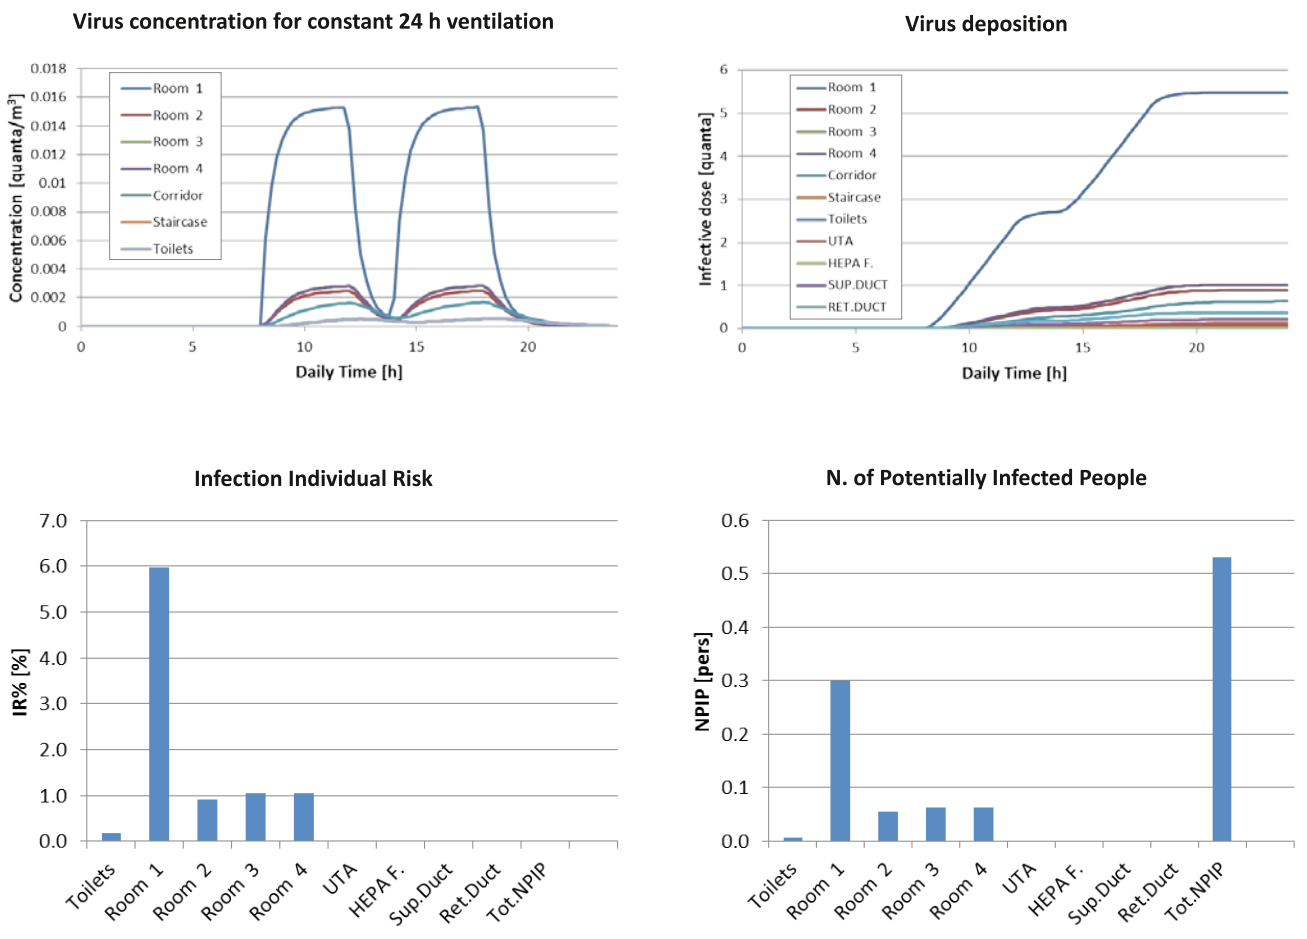 Virus concentration for constant 24 h ventilation
Concentration [quanta/m³]
0.018
0.016
0.014
0.012
0.01
0.008
0.006
0.004
0.002
0
Room 1
Room 2
Room 3
Room 4
Corridor
Staircase
Toilets
0 5 10 15 20
Daily Time [h]
Virus deposition
Infective dose [quanta]
6
5
4
3
2
1
0
Room 1
Room 2
Room 3
Room 4
Corridor
Staircase
Toilets
UTA
HEPA F.
SUP.DUCT
RET.DUCT
0 5 10 15 20
Daily Time [h]
Infection Individual Risk
IR% [%]
7.0
6.0
5.0
4.0
3.0
2.0
1.0
0.0
Toilets
Room 1
Room 2
Room 3
Room 4
UTA
HEPA F.
Sup.Duct
Ret.Duct
Tot.NPIP
N. of Potentially Infected People
NPIP [pers]
0.6
0.5
0.4
0.3
0.2
0.1
0.0
Toilets
Room 1
Room 2
Room 3
Room 4
UTA
HEPA F.
Sup.Duct
Ret.Duct
Tot.NPIP